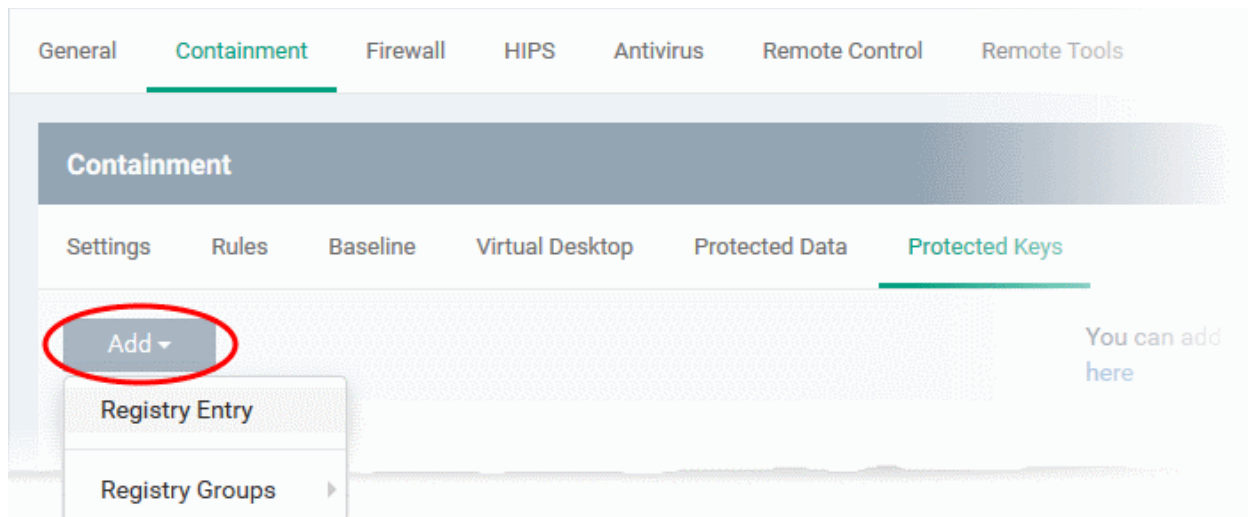 General Containment Firewall HIPS Antivirus Remote Control Remote Tools
Containment
Settings Rules Baseline Virtual Desktop Protected Data Protected Keys
Add
You can add
here
Registry Entry
Registry Groups